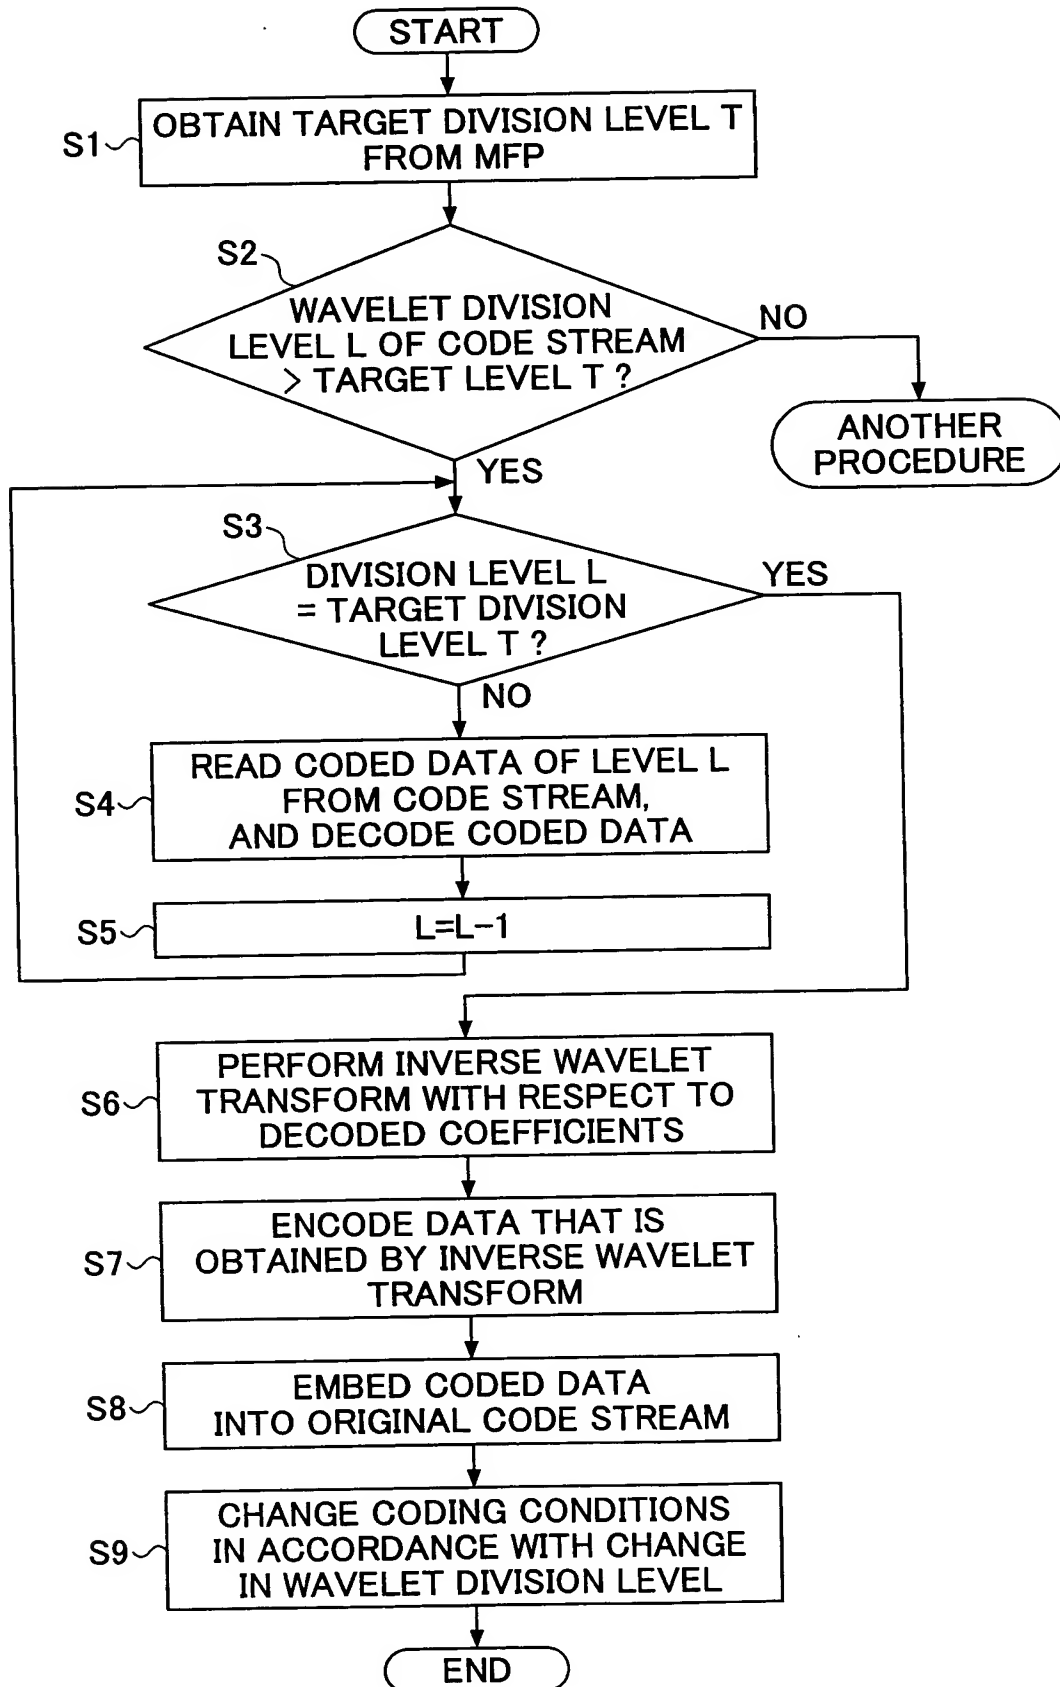 START
S1
OBTAIN TARGET DIVISION LEVEL T
FROM MFP
S2
WAVELET DIVISION
LEVEL L OF CODE STREAM
> TARGET LEVEL T ?
NO
ANOTHER
PROCEDURE
YES
S3
DIVISION LEVEL L
= TARGET DIVISION
LEVEL T ?
YES
NO
S4
READ CODED DATA OF LEVEL L
FROM CODE STREAM,
AND DECODE CODED DATA
S5
L=L-1
S6
PERFORM INVERSE WAVELET
TRANSFORM WITH RESPECT TO
DECODED COEFFICIENTS
S7
ENCODE DATA THAT IS
OBTAINED BY INVERSE WAVELET
TRANSFORM
S8
EMBED CODED DATA
INTO ORIGINAL CODE STREAM
S9
CHANGE CODING CONDITIONS
IN ACCORDANCE WITH CHANGE
IN WAVELET DIVISION LEVEL
END